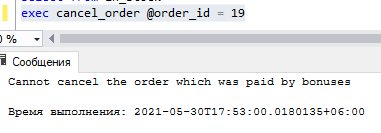 exec cancel_order @order_id = 19
0 %
Сообщения
Cannot cancel the order which was paid by bonuses
Время выполнения: 2021-05-30T17:53:00.0180135+06:00